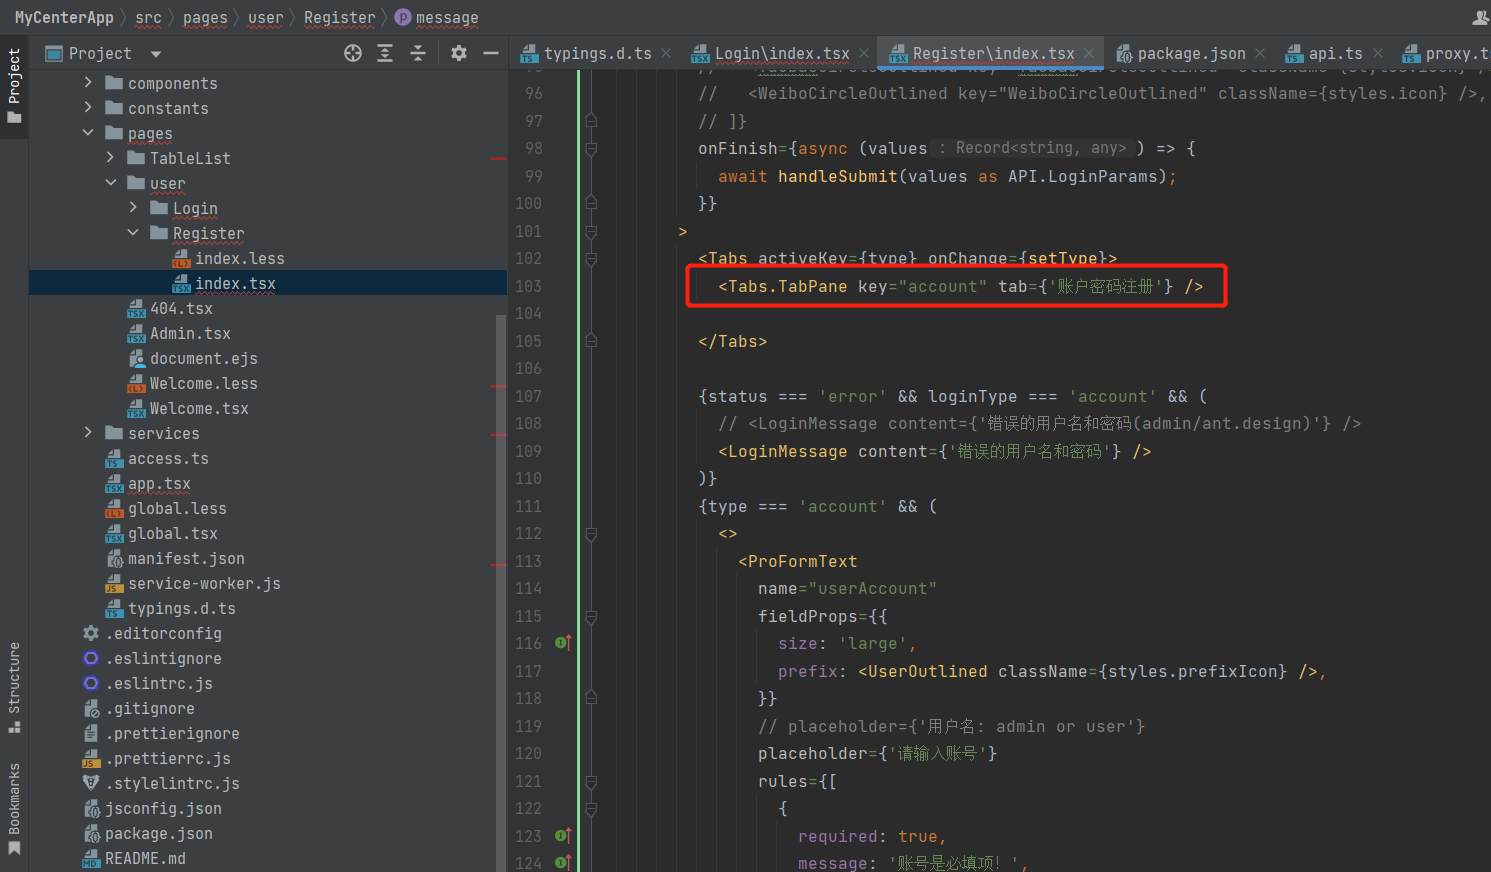 MyCenterApp src pages user Register p message
Project
typings.d.ts
Login\index.tsx
Register\index.tsx
package.json
api.ts
proxy.ts
Project
Structure
Bookmarks
components
constants
pages
TableList
user
Login
Register
index.less
index.tsx
404.tsx
Admin.tsx
document.ejs
Welcome.less
Welcome.tsx
services
access.ts
app.tsx
global.less
global.tsx
manifest.json
service-worker.js
typings.d.ts
.editorconfig
.eslintignore
.eslintrc.js
.gitignore
.prettierignore
.prettierrc.js
.stylelintrc.js
jsconfig.json
package.json
README.md
96 //   <WeiboCircleOutlined key="WeiboCircleOutlined" className={styles.icon} />,
97 // ]}
98 onFinish={async (values : Record<string, any> ) => {
99 await handleSubmit(values as API.LoginParams);
100 }}
101 >
102 <Tabs activeKey={type} onChange={setType}>
103 <Tabs.TabPane key="account" tab={'账户密码注册'} />
104
105 </Tabs>
106
107 {status === 'error' && loginType === 'account' && (
108 // <LoginMessage content={'错误的用户名和密码(admin/ant.design)'} />
109 <LoginMessage content={'错误的用户名和密码'} />
110 )}
111 {type === 'account' && (
112 <>
113 <ProFormText
114 name="userAccount"
115 fieldProps={{
116 size: 'large',
117 prefix: <UserOutlined className={styles.prefixIcon} />,
118 }}
119 // placeholder={'用户名: admin or user'}
120 placeholder={'请输入账号'}
121 rules={[
122 {
123 required: true,
124 message: '账号是必填项！',